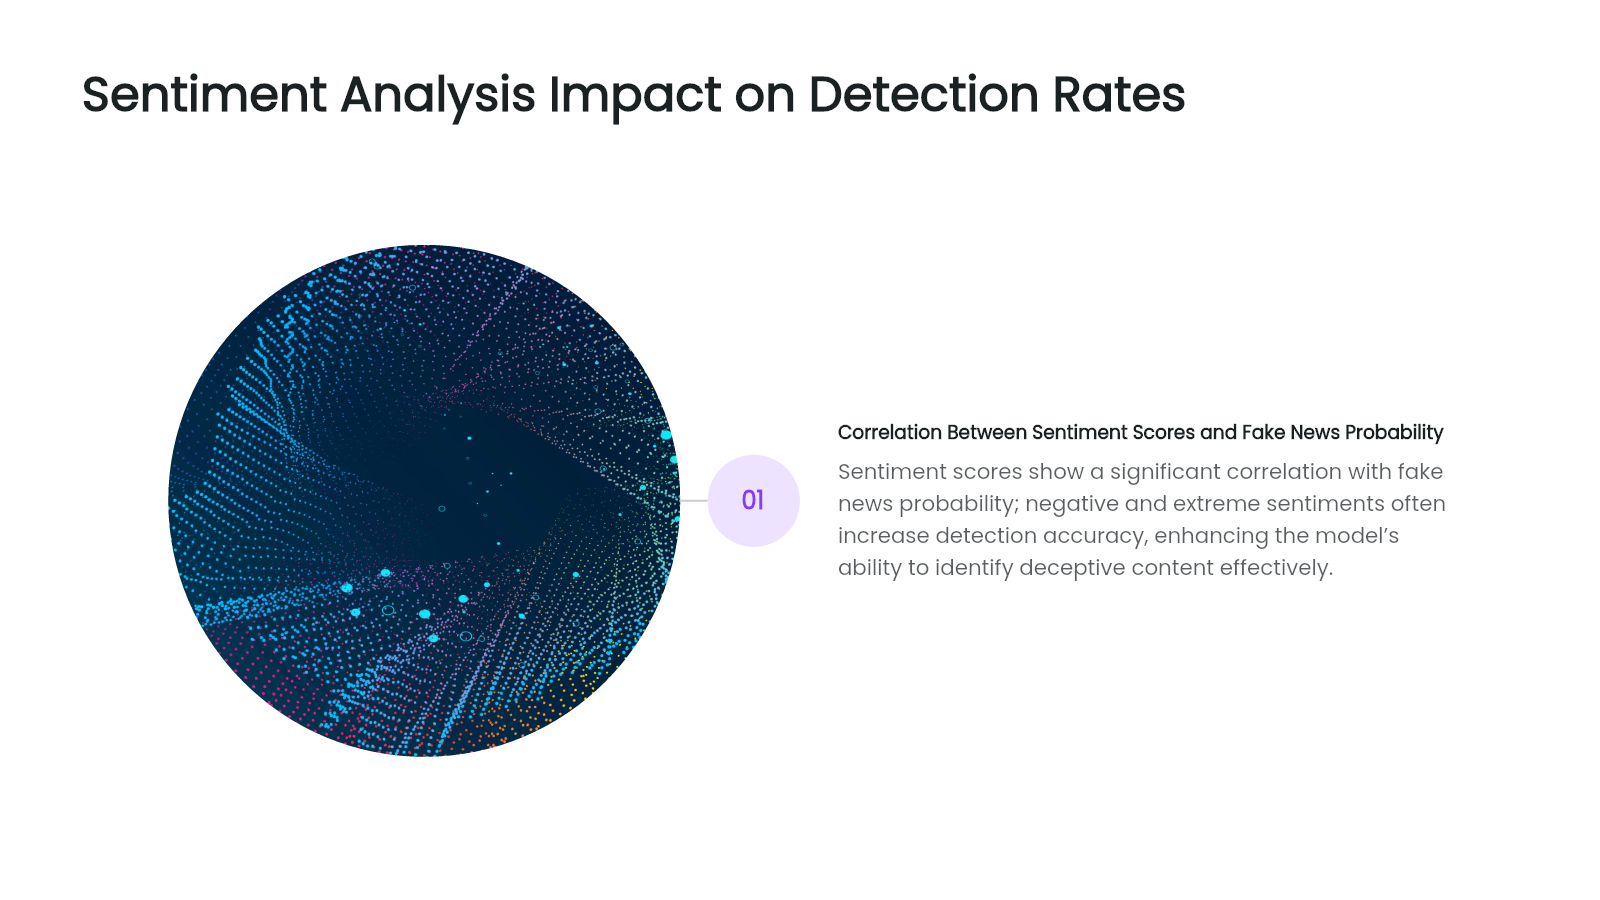 Sentiment Analysis Impact on Detection Rates
01
Correlation Between Sentiment Scores and Fake News Probability
Sentiment scores show a significant correlation with fake
news probability; negative and extreme sentiments often
increase detection accuracy, enhancing the model’s
ability to identify deceptive content effectively.